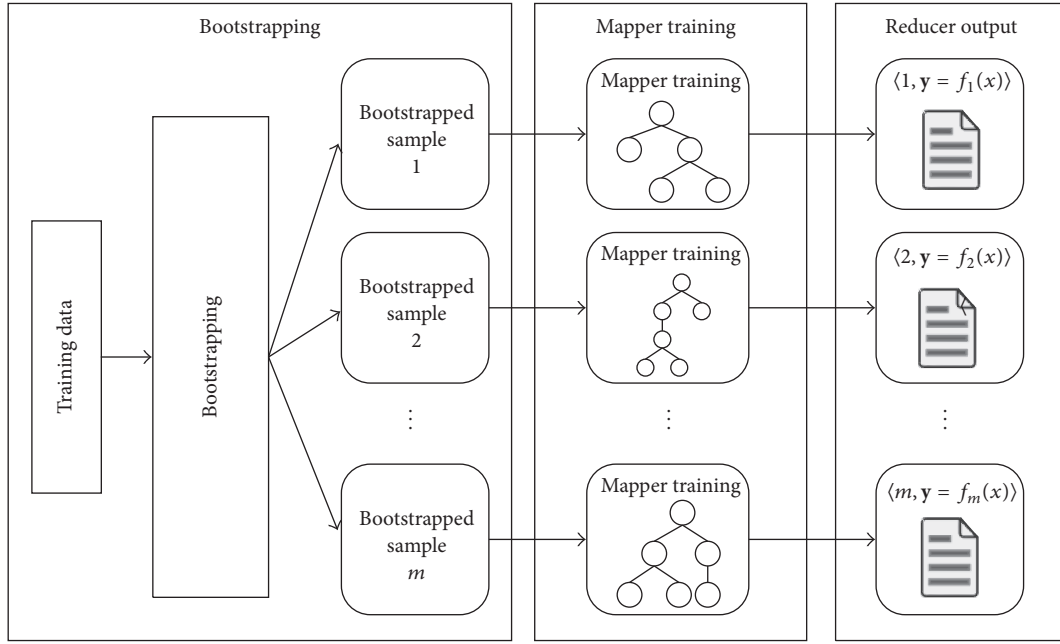 Bootstrapping
Training data
Bootstrapping
Bootstrapped
sample
1
Bootstrapped
sample
2
⋮
Bootstrapped
sample
m
Mapper training
Mapper training
Mapper training
⋮
Mapper training
Reducer output
⟨1, y = f₁(x)⟩
⟨2, y = f₂(x)⟩
⋮
⟨m, y = fₘ(x)⟩